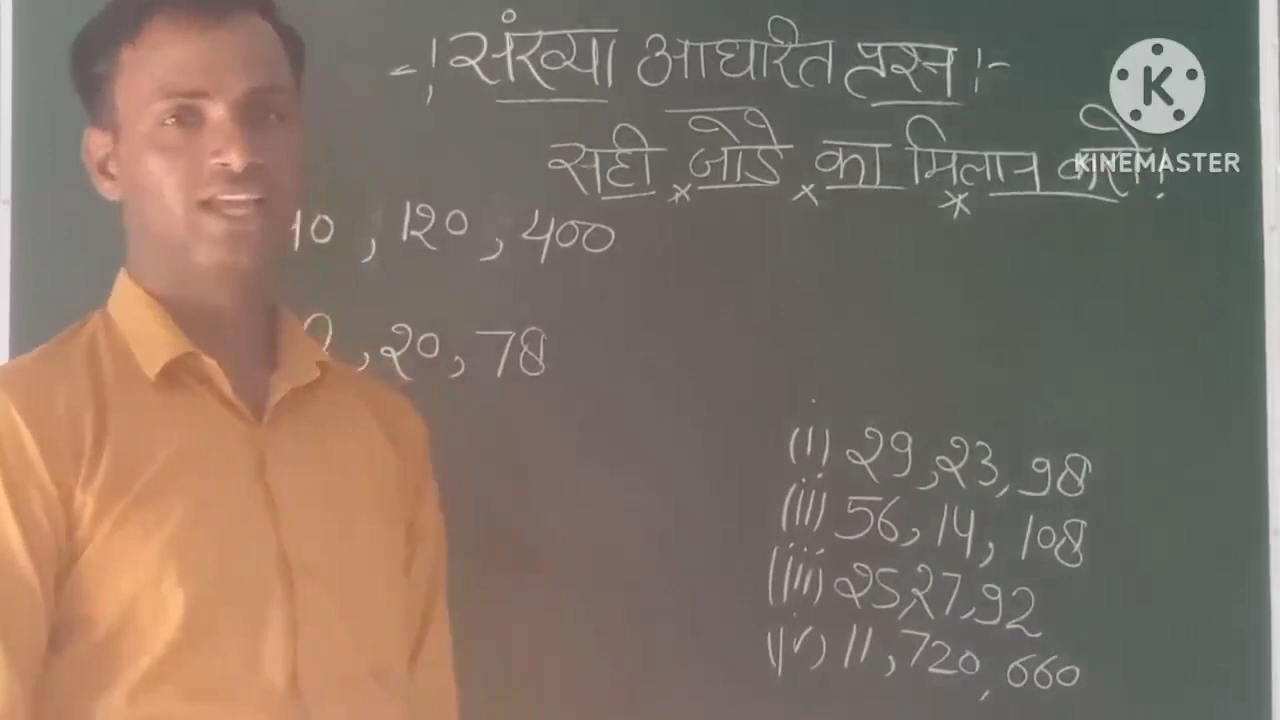 -:। संख्या आधारित प्रश्न ।:-
K
KINEMASTER
सही जोडे का मिलान करो!
10, 120, 400
, 20, 78
(i) 29, 23, 98
(ii) 56, 14, 108
(iii) 25, 27, 92
(iv) 11, 720, 660